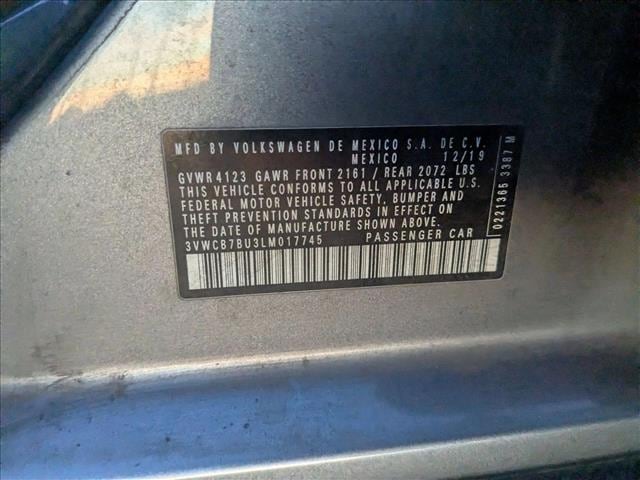 MFD BY VOLKSWAGEN DE MEXICO S.A. DE C.V.
MEXICO 12/19
GVWR 4123 GAWR FRONT 2161 / REAR 2072 LBS
THIS VEHICLE CONFORMS TO ALL APPLICABLE U.S.
FEDERAL MOTOR VEHICLE SAFETY, BUMPER AND
THEFT PREVENTION STANDARDS IN EFFECT ON
THE DATE OF MANUFACTURE SHOWN ABOVE.
3VWCB7BU3LM017745 PASSENGER CAR
0221365 3387 M